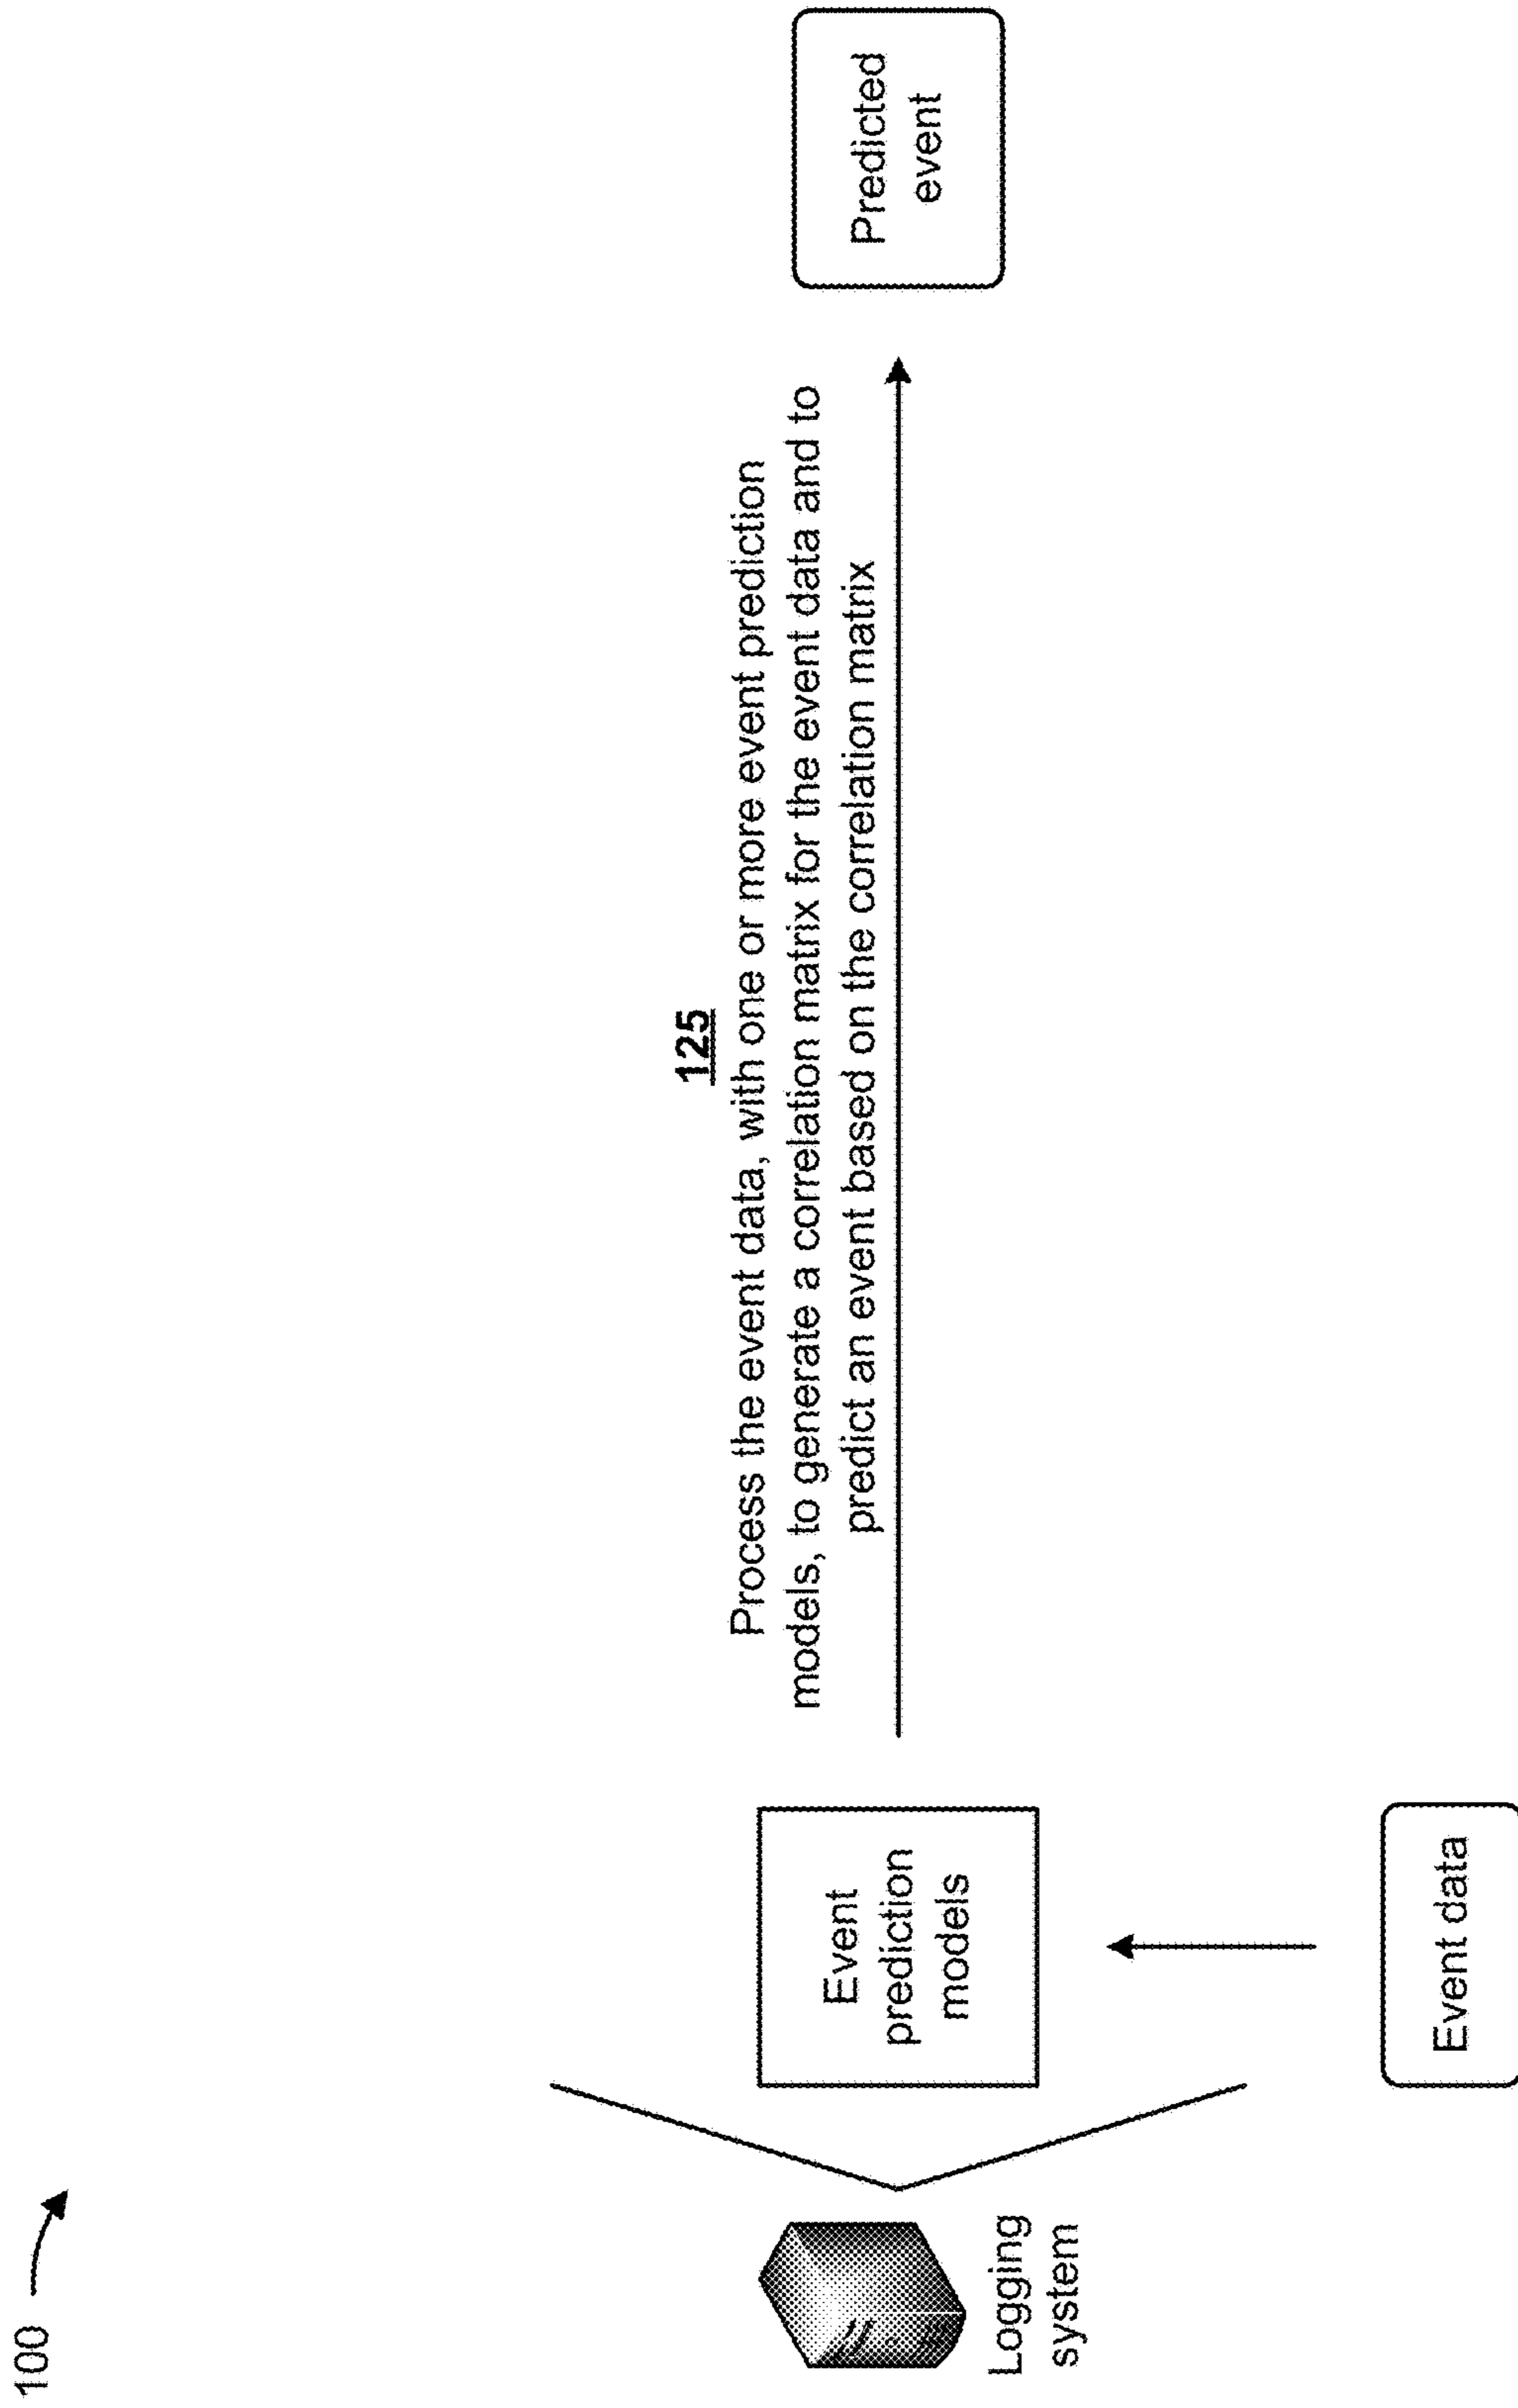 100
125
Process the event data, with one or more event prediction
models, to generate a correlation matrix for the event data and to
predict an event based on the correlation matrix
Logging
system
Event
prediction
models
Predicted
event
Event data